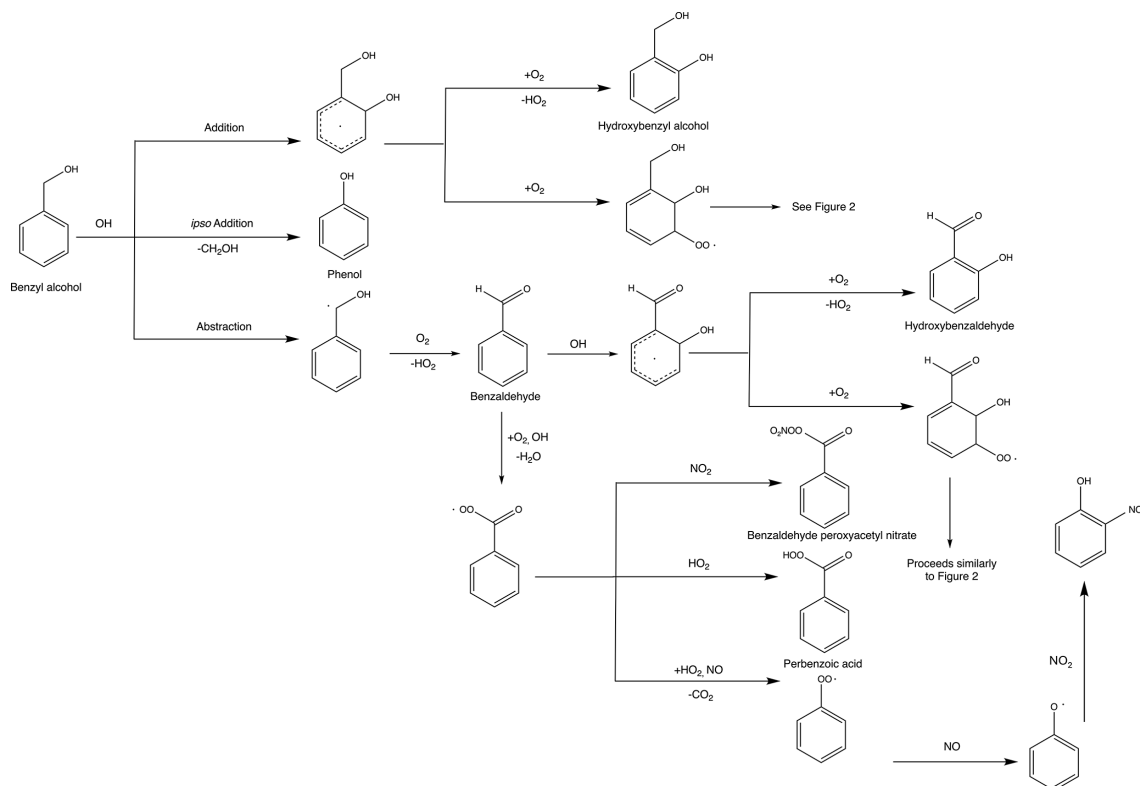 OH
OH
+O2
-HO2
Hydroxybenzyl alcohol
OH
OH
Addition
OH
OH
+O2
OO·
See Figure 2
OH
Benzyl alcohol
OH
ipso Addition
-CH2OH
OH
Phenol
Abstraction
·
OH
O2
-HO2
H
O
Benzaldehyde
OH
H
O
OH
·
+O2
-HO2
H
O
OH
Hydroxybenzaldehyde
+O2
H
O
OH
OO·
Proceeds similarly
to Figure 2
+O2, OH
-H2O
·OO
O
NO2
O2NOO
O
Benzaldehyde peroxyacetyl nitrate
HO2
HOO
O
Perbenzoic acid
+HO2, NO
-CO2
OO·
NO
O·
NO2
OH